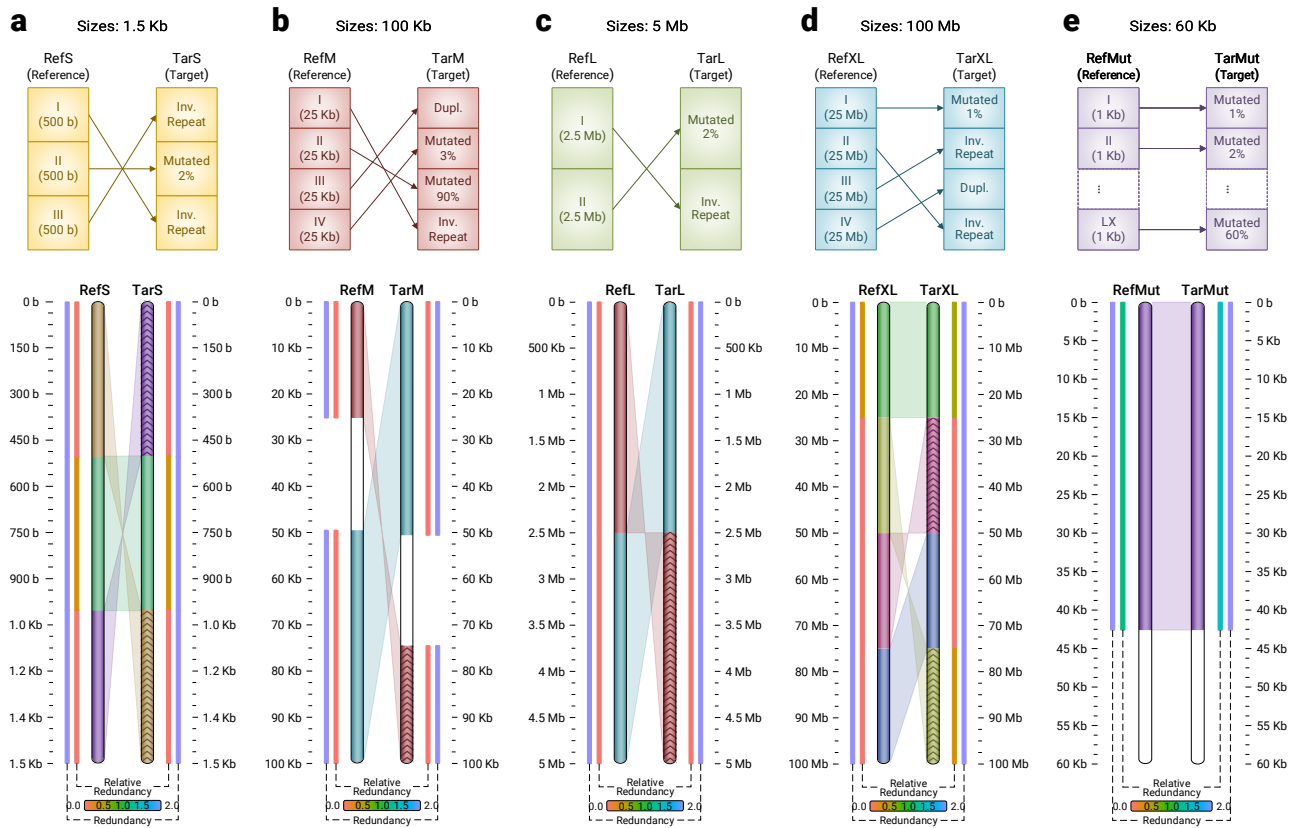 a
Sizes: 1.5 Kb
RefS
(Reference)
TarS
(Target)
I
(500 b)
II
(500 b)
III
(500 b)
Inv.
Repeat
Mutated
2%
Inv.
Repeat
RefS TarS
0 b
150 b
300 b
450 b
600 b
750 b
900 b
1.0 Kb
1.2 Kb
1.4 Kb
1.5 Kb
0 b
150 b
300 b
450 b
600 b
750 b
900 b
1.0 Kb
1.2 Kb
1.4 Kb
1.5 Kb
Relative
Redundancy
0.0 0.5 1.0 1.5 2.0
Redundancy
b
Sizes: 100 Kb
RefM
(Reference)
TarM
(Target)
I
(25 Kb)
II
(25 Kb)
III
(25 Kb)
IV
(25 Kb)
Dupl.
Mutated
3%
Mutated
90%
Inv.
Repeat
RefM TarM
0 b
10 Kb
20 Kb
30 Kb
40 Kb
50 Kb
60 Kb
70 Kb
80 Kb
90 Kb
100 Kb
0 b
10 Kb
20 Kb
30 Kb
40 Kb
50 Kb
60 Kb
70 Kb
80 Kb
90 Kb
100 Kb
Relative
Redundancy
0.0 0.5 1.0 1.5 2.0
Redundancy
c
Sizes: 5 Mb
RefL
(Reference)
TarL
(Target)
I
(2.5 Mb)
II
(2.5 Mb)
Mutated
2%
Inv.
Repeat
RefL TarL
0 b
500 Kb
1 Mb
1.5 Mb
2 Mb
2.5 Mb
3 Mb
3.5 Mb
4 Mb
4.5 Mb
5 Mb
0 b
500 Kb
1 Mb
1.5 Mb
2 Mb
2.5 Mb
3 Mb
3.5 Mb
4 Mb
4.5 Mb
5 Mb
Relative
Redundancy
0.0 0.5 1.0 1.5 2.0
Redundancy
d
Sizes: 100 Mb
RefXL
(Reference)
TarXL
(Target)
I
(25 Mb)
II
(25 Mb)
III
(25 Mb)
IV
(25 Mb)
Mutated
1%
Inv.
Repeat
Dupl.
Inv.
Repeat
RefXL TarXL
0 b
10 Mb
20 Mb
30 Mb
40 Mb
50 Mb
60 Mb
70 Mb
80 Mb
90 Mb
100 Mb
0 b
10 Mb
20 Mb
30 Mb
40 Mb
50 Mb
60 Mb
70 Mb
80 Mb
90 Mb
100 Mb
Relative
Redundancy
0.0 0.5 1.0 1.5 2.0
Redundancy
e
Sizes: 60 Kb
RefMut
(Reference)
TarMut
(Target)
I
(1 Kb)
II
(1 Kb)
...
LX
(1 Kb)
Mutated
1%
Mutated
2%
...
Mutated
60%
RefMut TarMut
0 b
5 Kb
10 Kb
15 Kb
20 Kb
25 Kb
30 Kb
35 Kb
40 Kb
45 Kb
50 Kb
55 Kb
60 Kb
0 b
5 Kb
10 Kb
15 Kb
20 Kb
25 Kb
30 Kb
35 Kb
40 Kb
45 Kb
50 Kb
55 Kb
60 Kb
Relative
Redundancy
0.0 0.5 1.0 1.5 2.0
Redundancy